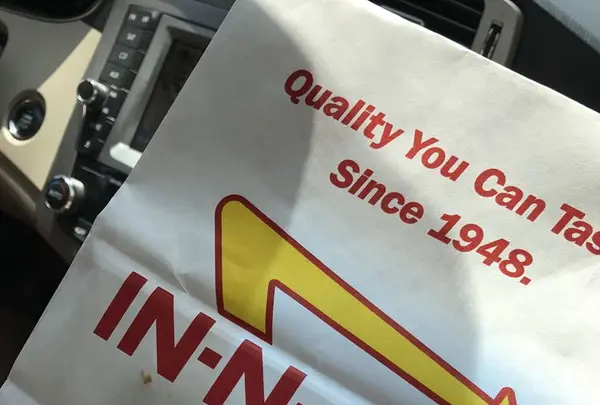 Quality You Can Tas
Since 1948.
IN-N-